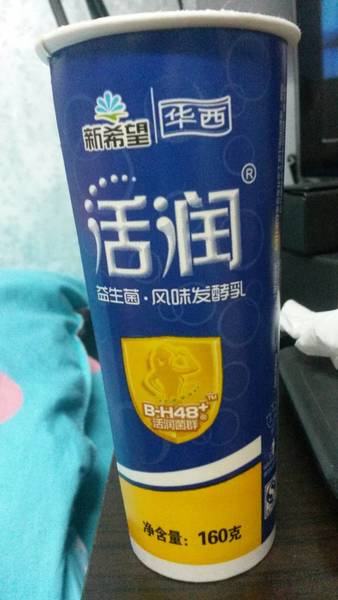 新希望 华西
活润®
益生菌·风味发酵乳
B-H48+™
活润菌群®
净含量：160克